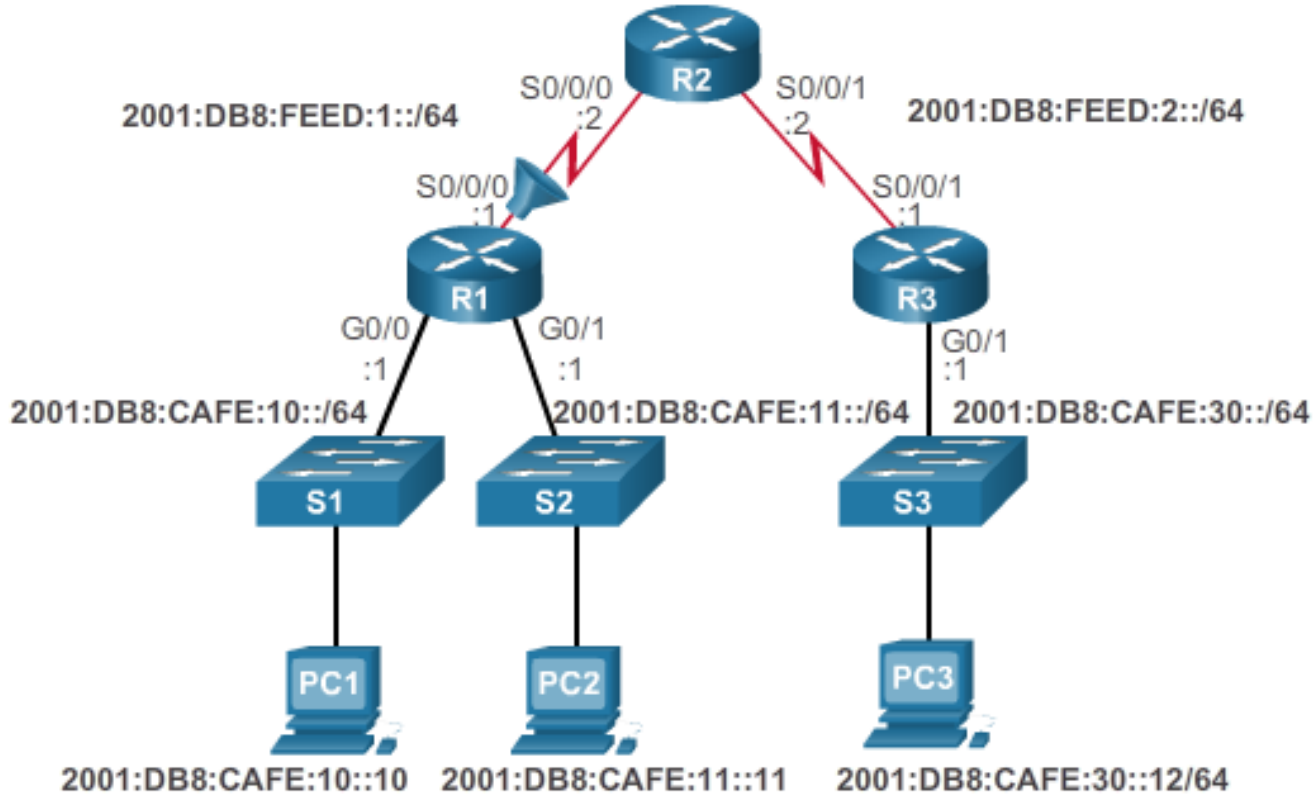 R2
S0/0/0
:2
S0/0/1
:2
2001:DB8:FEED:1::/64
2001:DB8:FEED:2::/64
S0/0/0
:1
S0/0/1
:1
R1
R3
G0/0
:1
G0/1
:1
G0/1
:1
2001:DB8:CAFE:10::/64
2001:DB8:CAFE:11::/64
2001:DB8:CAFE:30::/64
S1
S2
S3
PC1
PC2
PC3
2001:DB8:CAFE:10::10
2001:DB8:CAFE:11::11
2001:DB8:CAFE:30::12/64